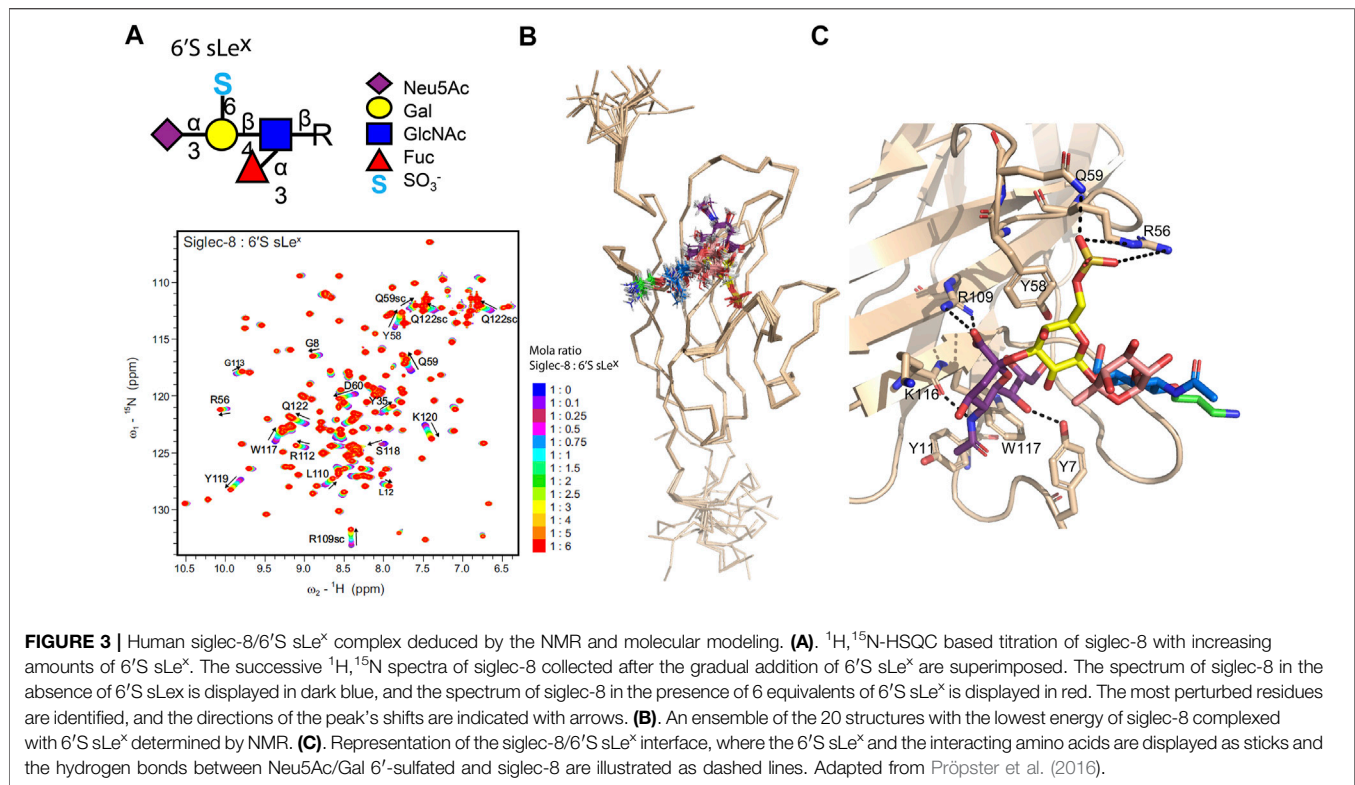 A
6'S sLeX
S
6
α
β
β
R
3
4
α
3
Neu5Ac
Gal
GlcNAc
Fuc
S SO3-
Siglec-8 : 6'S sLex
Q59sc
Q122sc
Q122sc
Y58
G8
G113
Q59
D60
R56
Q122
Y35
K120
W117
R112
S118
Y119
L110
L12
R109sc
110
115
120
125
130
ω1 - 15N (ppm)
10.5 10.0 9.5 9.0 8.5 8.0 7.5 7.0 6.5
ω2 - 1H (ppm)
Mola ratio
Siglec-8 : 6'S sLeX
1 : 0
1 : 0.1
1 : 0.25
1 : 0.5
1 : 0.75
1 : 1
1 : 1.5
1 : 2
1 : 2.5
1 : 3
1 : 4
1 : 5
1 : 6
B
C
Q59
R56
Y58
R109
K116
Y11
W117
Y7
FIGURE 3 | Human siglec-8/6′S sLex complex deduced by the NMR and molecular modeling. (A). 1H,15N-HSQC based titration of siglec-8 with increasing
amounts of 6′S sLex. The successive 1H,15N spectra of siglec-8 collected after the gradual addition of 6′S sLex are superimposed. The spectrum of siglec-8 in the
absence of 6′S sLex is displayed in dark blue, and the spectrum of siglec-8 in the presence of 6 equivalents of 6′S sLex is displayed in red. The most perturbed residues
are identified, and the directions of the peak's shifts are indicated with arrows. (B). An ensemble of the 20 structures with the lowest energy of siglec-8 complexed
with 6′S sLex determined by NMR. (C). Representation of the siglec-8/6′S sLex interface, where the 6′S sLex and the interacting amino acids are displayed as sticks and
the hydrogen bonds between Neu5Ac/Gal 6′-sulfated and siglec-8 are illustrated as dashed lines. Adapted from Pröpster et al. (2016).